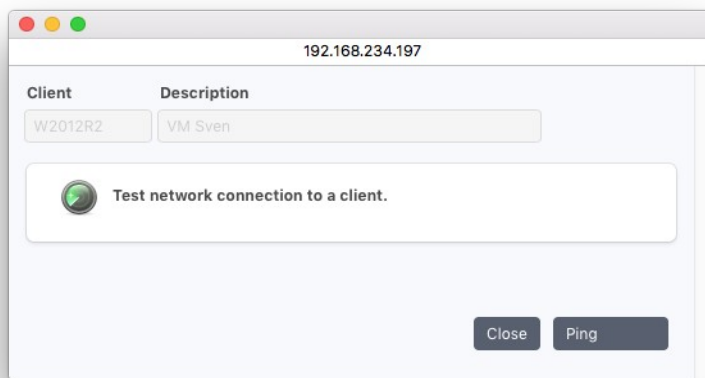 192.168.234.197
Client Description
W2012R2 VM Sven
Test network connection to a client.
Close Ping